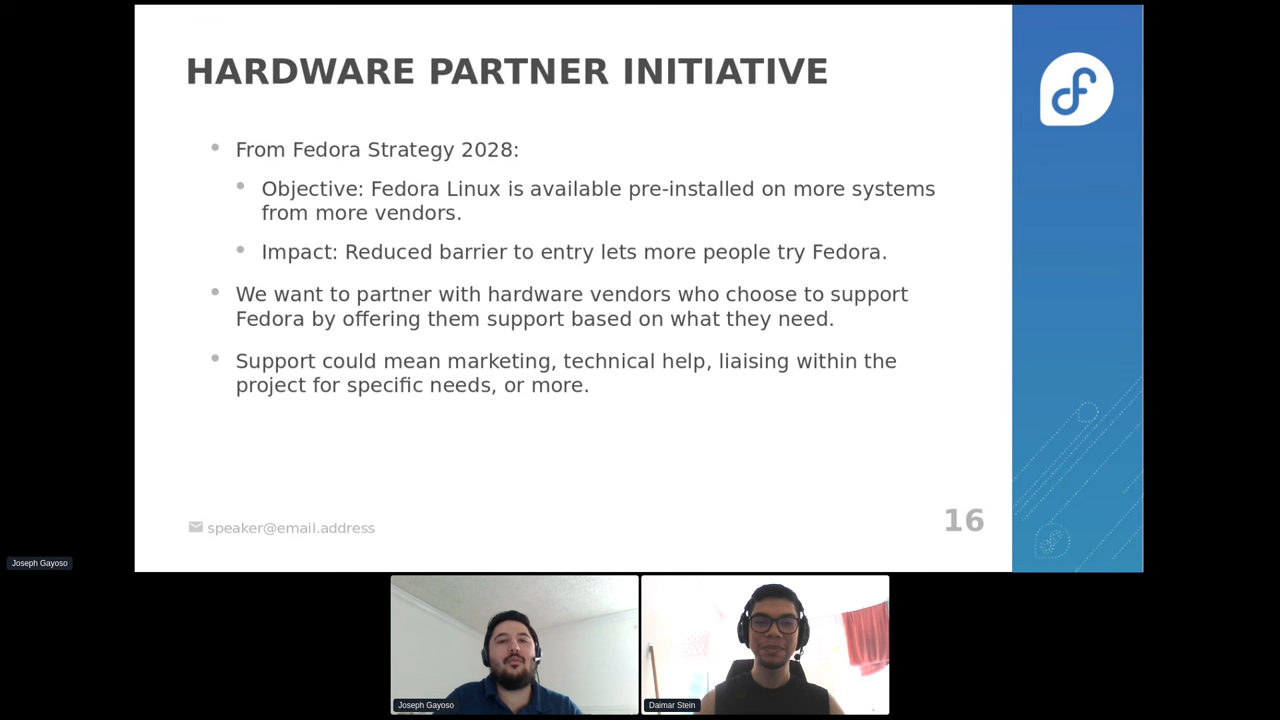 HARDWARE PARTNER INITIATIVE
From Fedora Strategy 2028:
Objective: Fedora Linux is available pre-installed on more systems
from more vendors.
Impact: Reduced barrier to entry lets more people try Fedora.
We want to partner with hardware vendors who choose to support
Fedora by offering them support based on what they need.
Support could mean marketing, technical help, liaising within the
project for specific needs, or more.
speaker@email.address
16
Joseph Gayoso
Joseph Gayoso
Daimar Stein